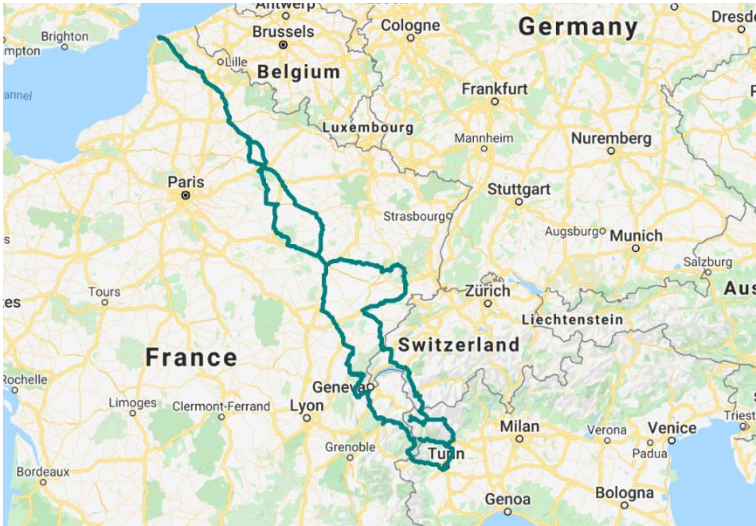 Antwerp
Dresd
Brighton
Brussels
Cologne
Germany
mpton
Lille
Belgium
annel
Frankfurt
Luxembourg
Mannheim
Nuremberg
Paris
Stuttgart
Strasbourg
Augsburg
Munich
es
Salzburg
Tours
Zürich
Aus
Liechtenstein
France
Switzerland
Rochelle
Geneva
Limoges
Clermont-Ferrand
Lyon
Milan
Verona
Venice
Triest
Grenoble
Turin
Padua
Bordeaux
Genoa
Bologna